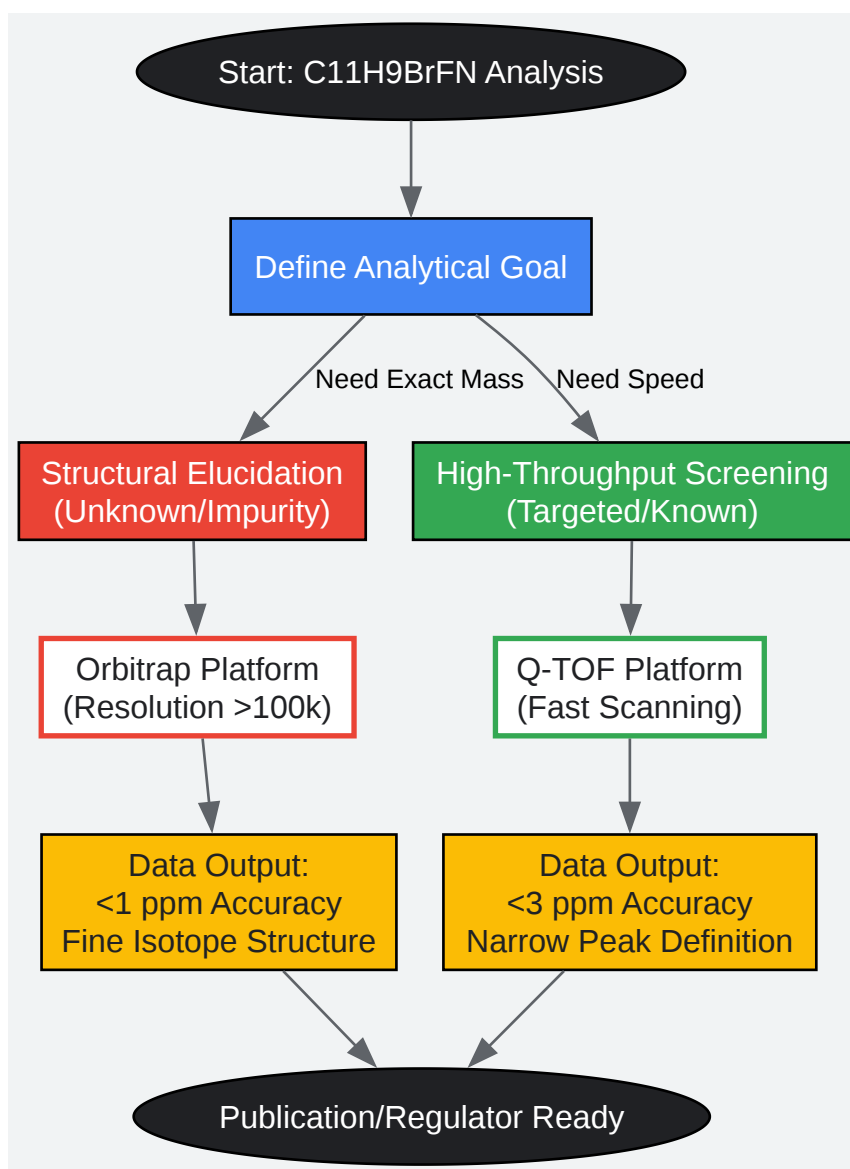 Start: C11H9BrFN Analysis
Define Analytical Goal
Need Exact Mass
Need Speed
Structural Elucidation
(Unknown/Impurity)
High-Throughput Screening
(Targeted/Known)
Orbitrap Platform
(Resolution >100k)
Q-TOF Platform
(Fast Scanning)
Data Output:
<1 ppm Accuracy
Fine Isotope Structure
Data Output:
<3 ppm Accuracy
Narrow Peak Definition
Publication/Regulator Ready